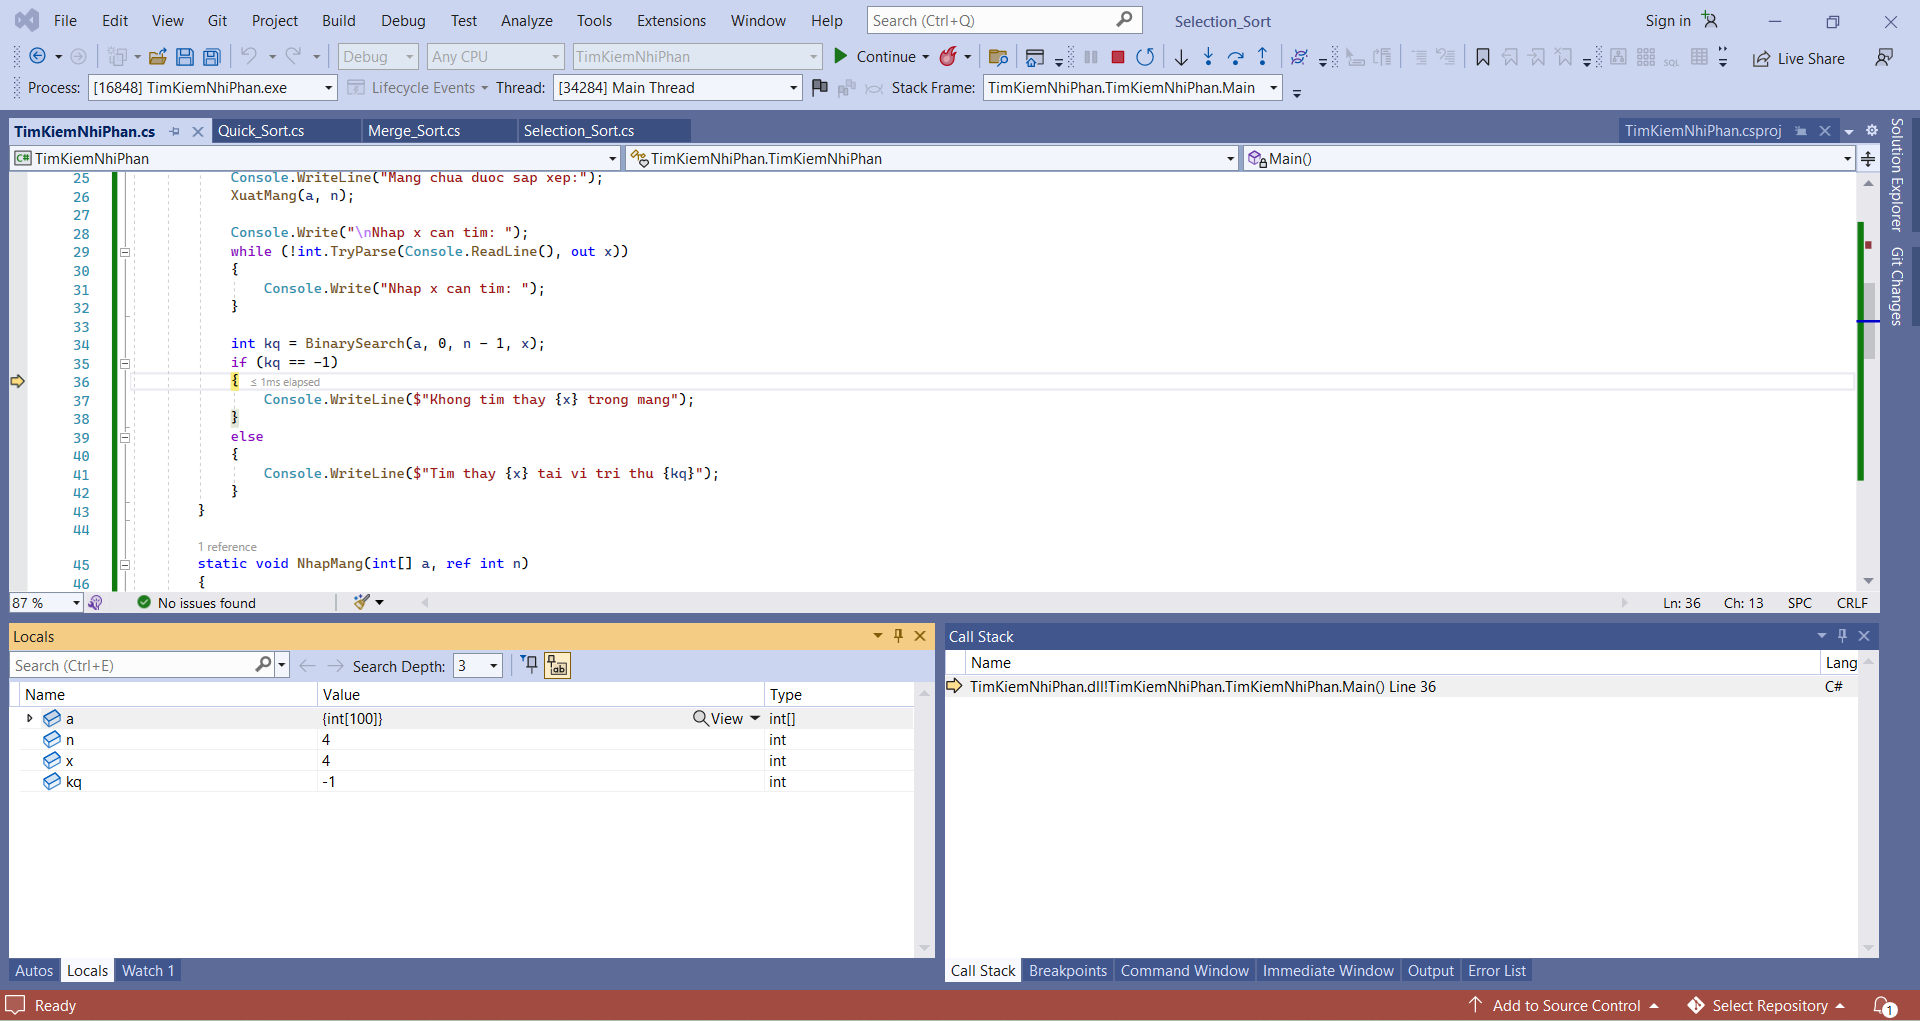 File Edit View Git Project Build Debug Test Analyze Tools Extensions Window Help Search (Ctrl+Q) Selection_Sort Sign in
Debug Any CPU TimKiemNhiPhan Continue Live Share
Process: [16848] TimKiemNhiPhan.exe Lifecycle Events Thread: [34284] Main Thread Stack Frame: TimKiemNhiPhan.TimKiemNhiPhan.Main
TimKiemNhiPhan.cs Quick_Sort.cs Merge_Sort.cs Selection_Sort.cs TimKiemNhiPhan.csproj
C# TimKiemNhiPhan TimKiemNhiPhan.TimKiemNhiPhan Main()
25 Console.WriteLine("Mang chua duoc sap xep:");
26 XuatMang(a, n);
27
28 Console.Write("\nNhap x can tim: ");
29 while (!int.TryParse(Console.ReadLine(), out x))
30 {
31 Console.Write("Nhap x can tim: ");
32 }
33
34 int kq = BinarySearch(a, 0, n - 1, x);
35 if (kq == -1)
36 { ≤ 1ms elapsed
37 Console.WriteLine($"Khong tim thay {x} trong mang");
38 }
39 else
40 {
41 Console.WriteLine($"Tim thay {x} tai vi tri thu {kq}");
42 }
43 }
44
1 reference
45 static void NhapMang(int[] a, ref int n)
46 {
87 % No issues found Ln: 36 Ch: 13 SPC CRLF
Solution Explorer
Git Changes
Locals
Search (Ctrl+E) Search Depth: 3 ab
Name Value Type
a {int[100]} View int[]
n 4 int
x 4 int
kq -1 int
Autos Locals Watch 1
Call Stack
Name Lang
TimKiemNhiPhan.dll!TimKiemNhiPhan.TimKiemNhiPhan.Main() Line 36 C#
Call Stack Breakpoints Command Window Immediate Window Output Error List
Ready Add to Source Control Select Repository 1